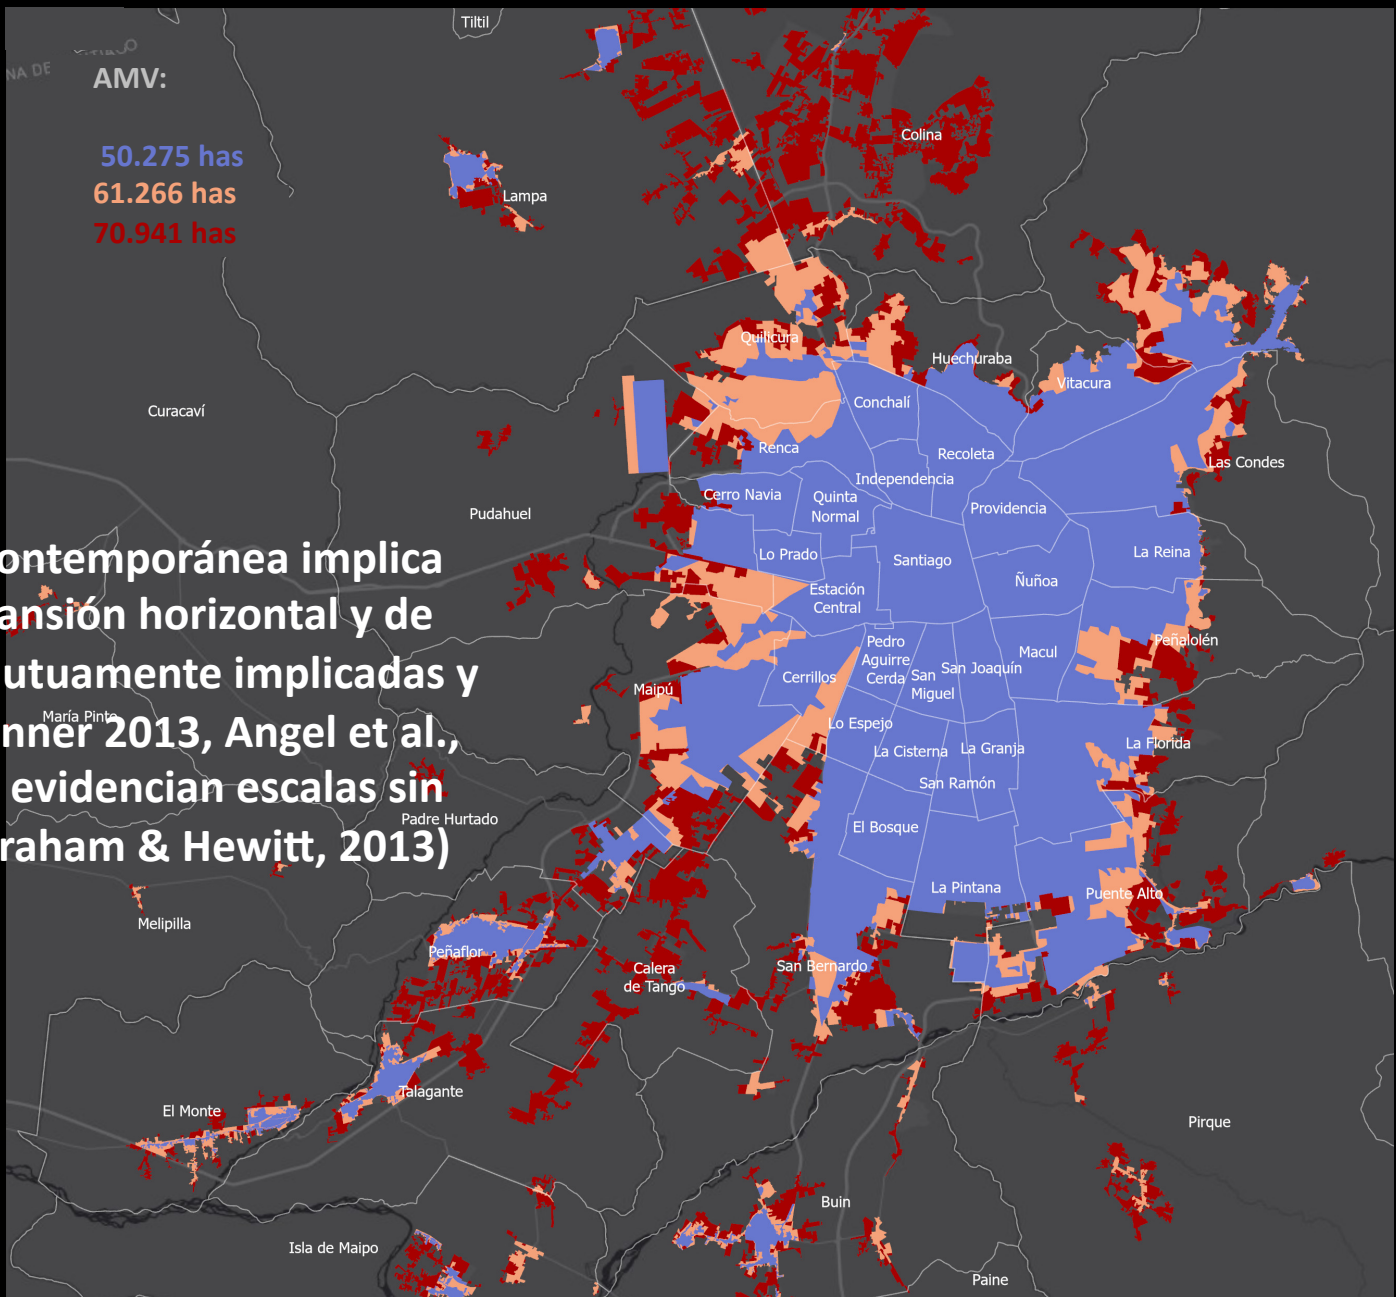 Tiltil
NA DE
AMV:
50.275 has
61.266 has
70.941 has
Colina
Lampa
Quilicura
Huechuraba
Vitacura
Curacaví
Conchalí
Renca
Recoleta
Las Condes
Independencia
Cerro Navia
Quinta
Normal
Providencia
Pudahuel
Lo Prado
Santiago
La Reina
Ñuñoa
Estación
Central
ontemporánea implica
ansión horizontal y de
utuamente implicadas y
nner 2013, Angel et al.,
evidencian escalas sin
raham & Hewitt, 2013)
Pedro
Aguirre
Cerda
San
Miguel
San Joaquín
Macul
Peñalolén
Cerrillos
Maipú
María Pinto
Lo Espejo
La Cisterna
La Granja
La Florida
San Ramón
Padre Hurtado
El Bosque
La Pintana
Puente Alto
Melipilla
Peñaflor
Calera
de Tango
San Bernardo
Talagante
El Monte
Pirque
Buin
Isla de Maipo
Paine